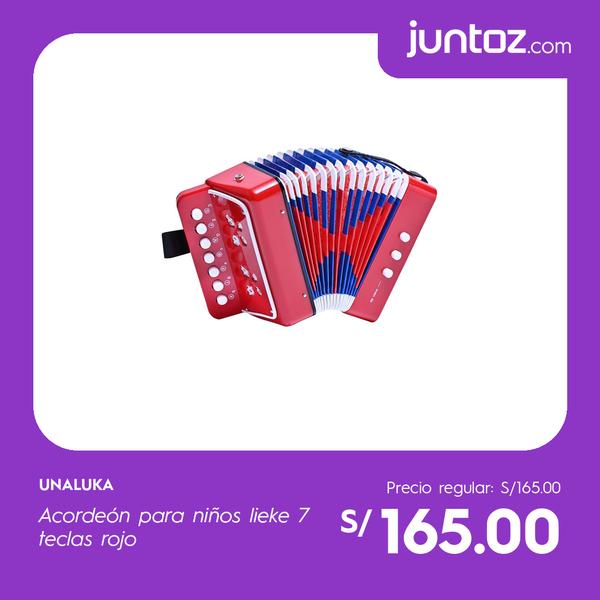 juntoz.com
UNALUKA
Acordeón para niños lieke 7
teclas rojo
Precio regular: S/165.00
S/165.00